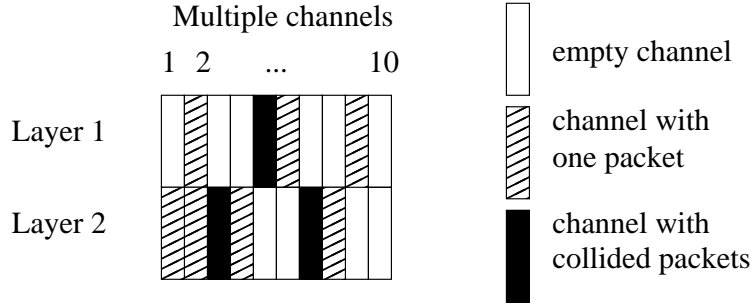 Multiple channels
1 2 ... 10
Layer 1
Layer 2
empty channel
channel with
one packet
channel with
collided packets